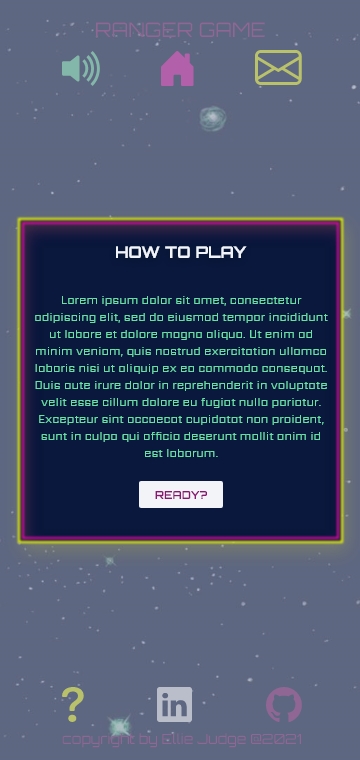 RANGER GAME
HOW TO PLAY
Lorem ipsum dolor sit amet, consectetur
adipiscing elit, sed do eiusmod tempor incididunt
ut labore et dolore magna aliqua. Ut enim ad
minim veniam, quis nostrud exercitation ullamco
laboris nisi ut aliquip ex ea commodo consequat.
Duis aute irure dolor in reprehenderit in voluptate
velit esse cillum dolore eu fugiat nulla pariatur.
Excepteur sint occaecat cupidatat non proident,
sunt in culpa qui officia deserunt mollit anim id
est laborum.
READY?
?
in
copyright by Ellie Judge ©2021